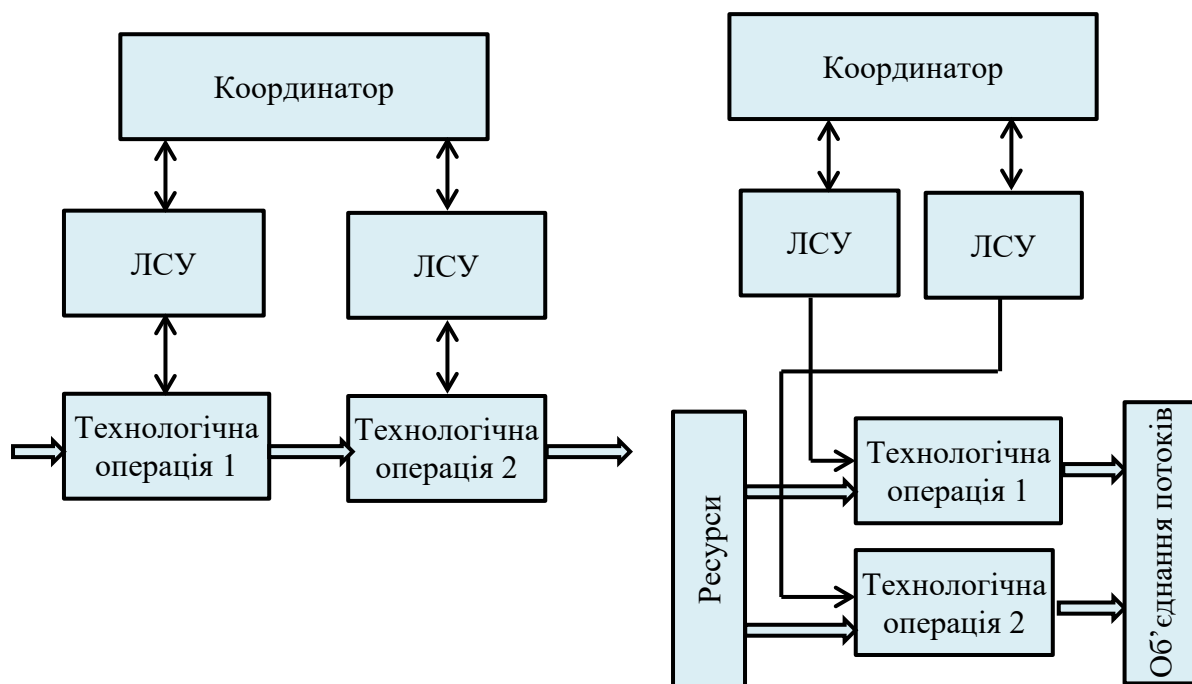 Координатор
ЛСУ
ЛСУ
Технологічна
операція 1
Технологічна
операція 2
Координатор
ЛСУ
ЛСУ
Ресурси
Технологічна
операція 1
Технологічна
операція 2
Об’єднання потоків